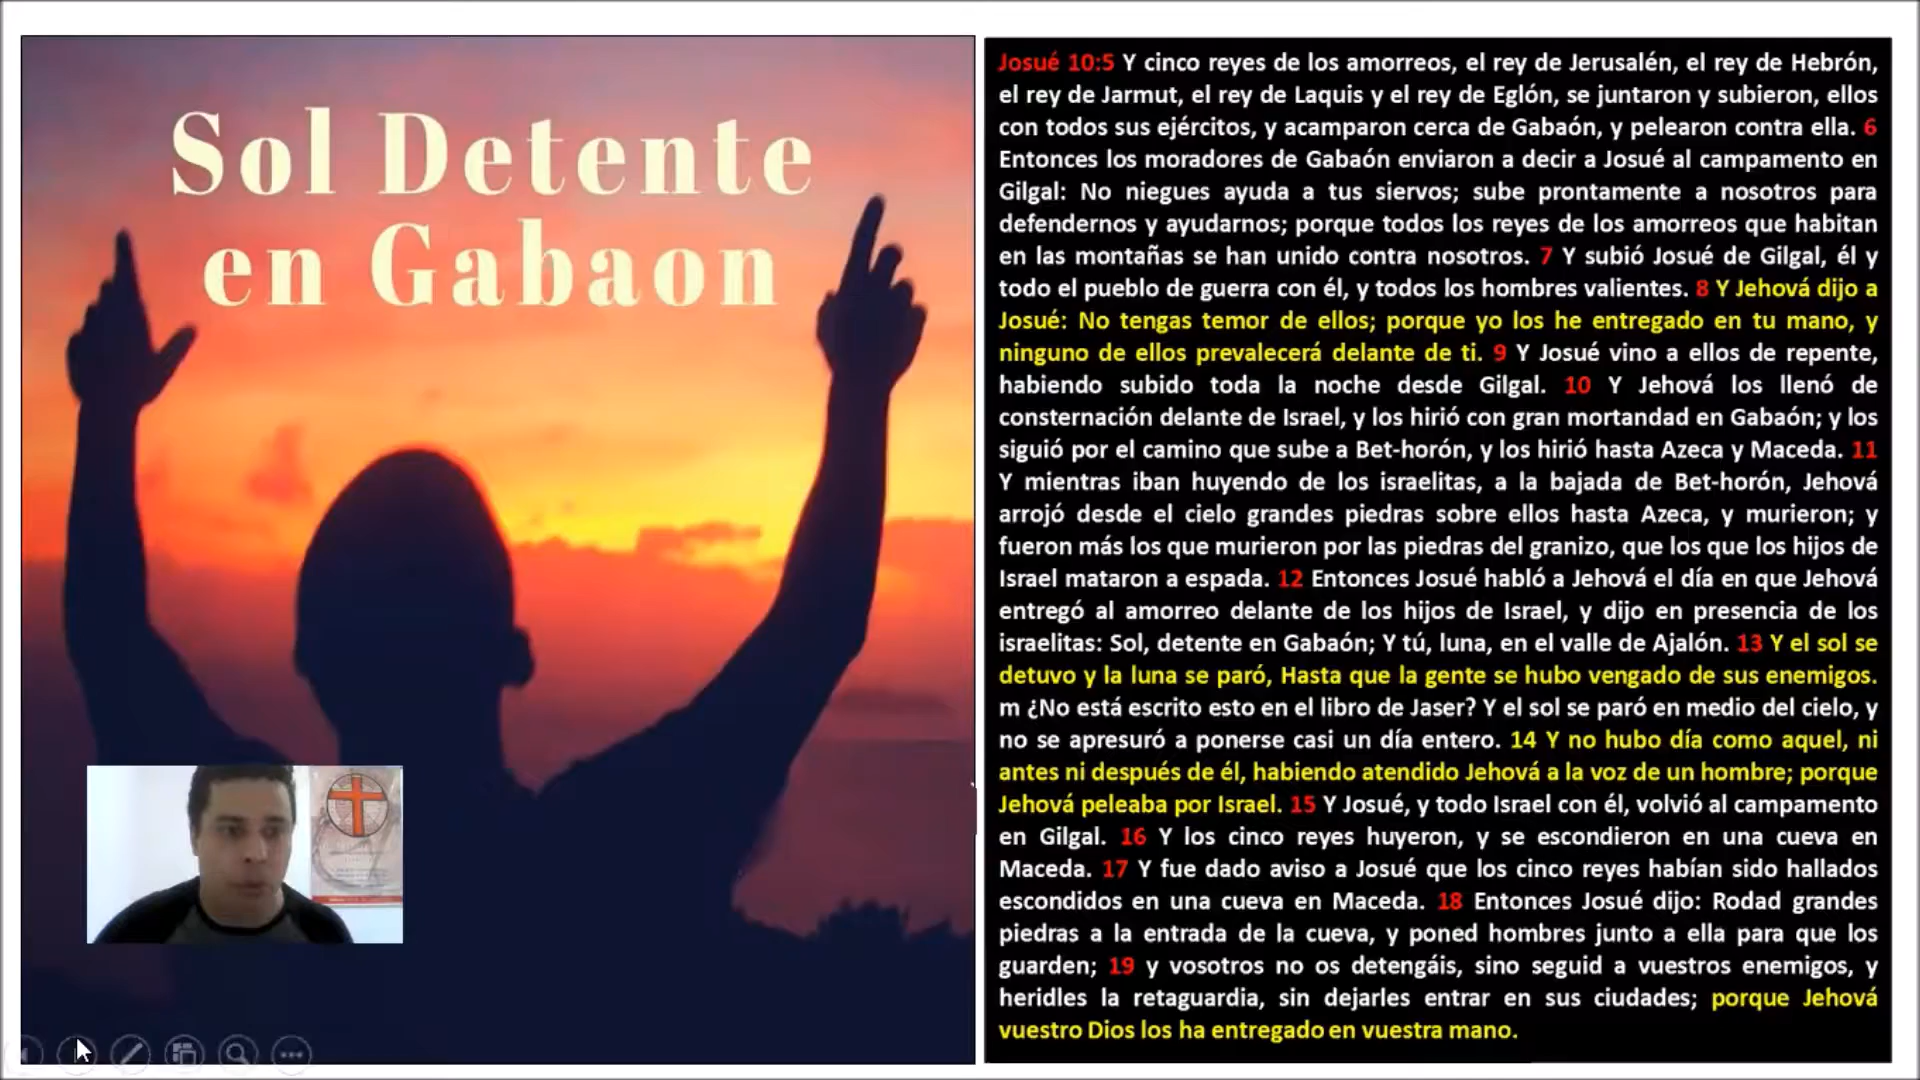 Sol Detente
en Gabaon
Josué 10:5 Y cinco reyes de los amorreos, el rey de Jerusalén, el rey de Hebrón,
el rey de Jarmut, el rey de Laquis y el rey de Eglón, se juntaron y subieron, ellos
con todos sus ejércitos, y acamparon cerca de Gabaón, y pelearon contra ella. 6
Entonces los moradores de Gabaón enviaron a decir a Josué al campamento en
Gilgal: No niegues ayuda a tus siervos; sube prontamente a nosotros para
defendernos y ayudarnos; porque todos los reyes de los amorreos que habitan
en las montañas se han unido contra nosotros. 7 Y subió Josué de Gilgal, él y
todo el pueblo de guerra con él, y todos los hombres valientes. 8 Y Jehová dijo a
Josué: No tengas temor de ellos; porque yo los he entregado en tu mano, y
ninguno de ellos prevalecerá delante de ti. 9 Y Josué vino a ellos de repente,
habiendo subido toda la noche desde Gilgal. 10 Y Jehová los llenó de
consternación delante de Israel, y los hirió con gran mortandad en Gabaón; y los
siguió por el camino que sube a Bet-horón, y los hirió hasta Azeca y Maceda. 11
Y mientras iban huyendo de los israelitas, a la bajada de Bet-horón, Jehová
arrojó desde el cielo grandes piedras sobre ellos hasta Azeca, y murieron; y
fueron más los que murieron por las piedras del granizo, que los que los hijos de
Israel mataron a espada. 12 Entonces Josué habló a Jehová el día en que Jehová
entregó al amorreo delante de los hijos de Israel, y dijo en presencia de los
israelitas: Sol, detente en Gabaón; Y tú, luna, en el valle de Ajalón. 13 Y el sol se
detuvo y la luna se paró, Hasta que la gente se hubo vengado de sus enemigos.
m ¿No está escrito esto en el libro de Jaser? Y el sol se paró en medio del cielo, y
no se apresuró a ponerse casi un día entero. 14 Y no hubo día como aquel, ni
antes ni después de él, habiendo atendido Jehová a la voz de un hombre; porque
Jehová peleaba por Israel. 15 Y Josué, y todo Israel con él, volvió al campamento
en Gilgal. 16 Y los cinco reyes huyeron, y se escondieron en una cueva en
Maceda. 17 Y fue dado aviso a Josué que los cinco reyes habían sido hallados
escondidos en una cueva en Maceda. 18 Entonces Josué dijo: Rodad grandes
piedras a la entrada de la cueva, y poned hombres junto a ella para que los
guarden; 19 y vosotros no os detengáis, sino seguid a vuestros enemigos, y
heridles la retaguardia, sin dejarles entrar en sus ciudades; porque Jehová
vuestro Dios los ha entregado en vuestra mano.